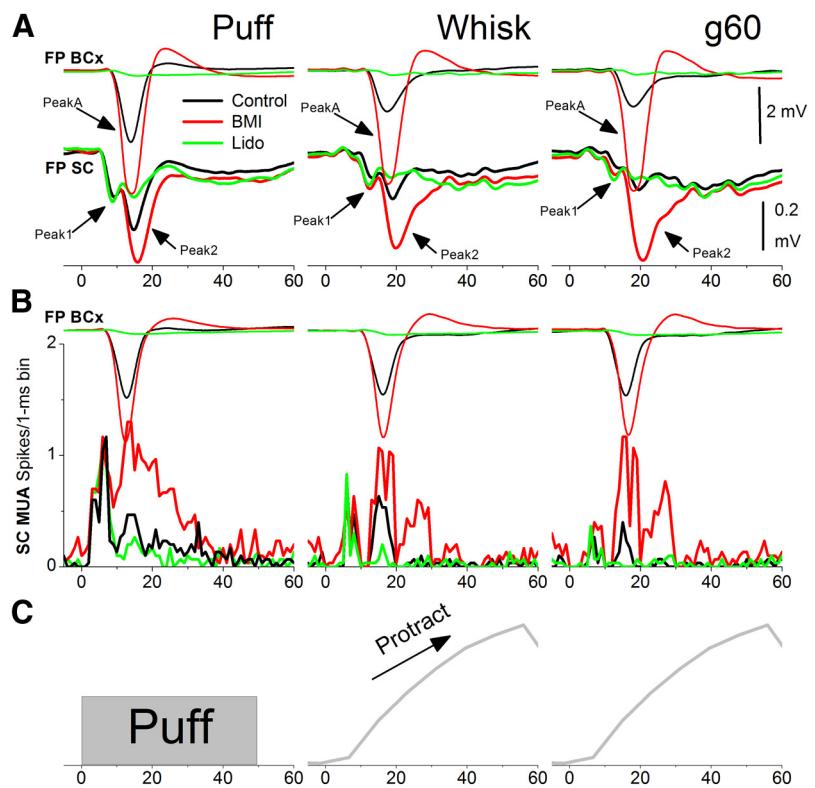 A
Puff
Whisk
g60
FP BCx
PeakA
Control
BMI
Lido
PeakA
PeakA
2 mV
FP SC
Peak1
Peak2
Peak1
Peak2
Peak1
Peak2
0.2
mV
0 20 40 60
0 20 40 60
0 20 40 60
B
FP BCx
2
1
0
SC MUA Spikes/1-ms bin
0 20 40 60
0 20 40 60
0 20 40 60
C
Puff
Protract
0 20 40 60
0 20 40 60
0 20 40 60